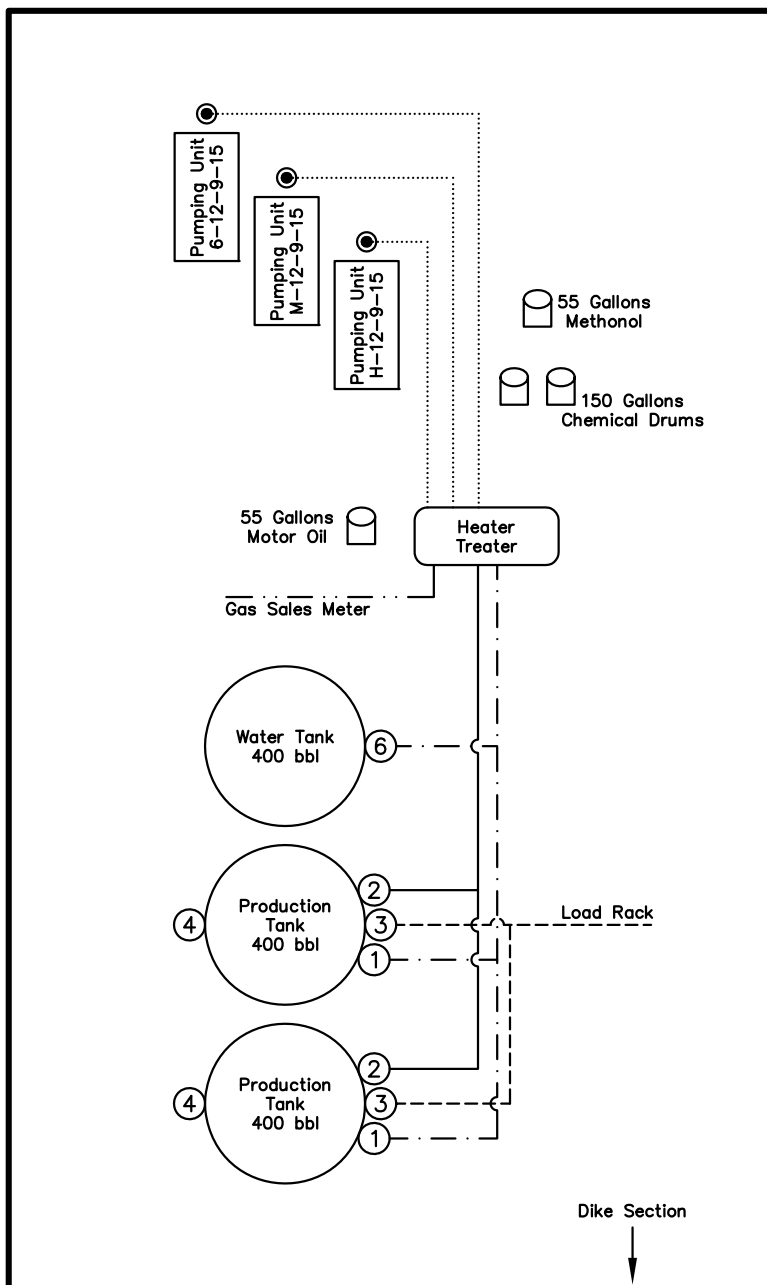 Pumping Unit
6-12-9-15
Pumping Unit
M-12-9-15
Pumping Unit
H-12-9-15
55 Gallons
Methonol
150 Gallons
Chemical Drums
55 Gallons
Motor Oil
Heater
Treater
Gas Sales Meter
Water Tank
400 bbl
6
Production
Tank
400 bbl
4
2
3
1
Load Rack
Production
Tank
400 bbl
4
2
3
1
Dike Section